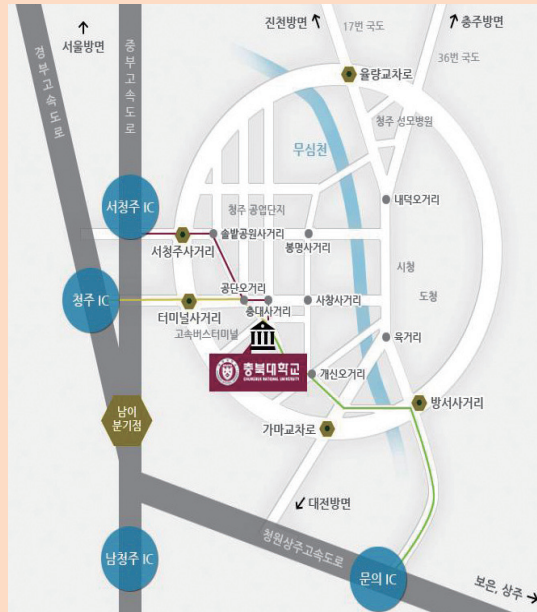 진천방면
17번 국도
충주방면
서울방면
36번 국도
경부고속도로
중부고속도로
율량교차로
청주 성모병원
무심천
서청주 IC
청주 공업단지
내덕오거리
솔밭공원사거리
봉명사거리
서청주사거리
시청
도청
청주 IC
공단오거리
충대사거리
사창사거리
터미널사거리
고속버스터미널
육거리
충북대학교
CHUNGBUK NATIONAL UNIVERSITY
개신오거리
방서사거리
남이
분기점
가마교차로
대전방면
청원상주고속도로
남청주 IC
문의 IC
보은, 상주